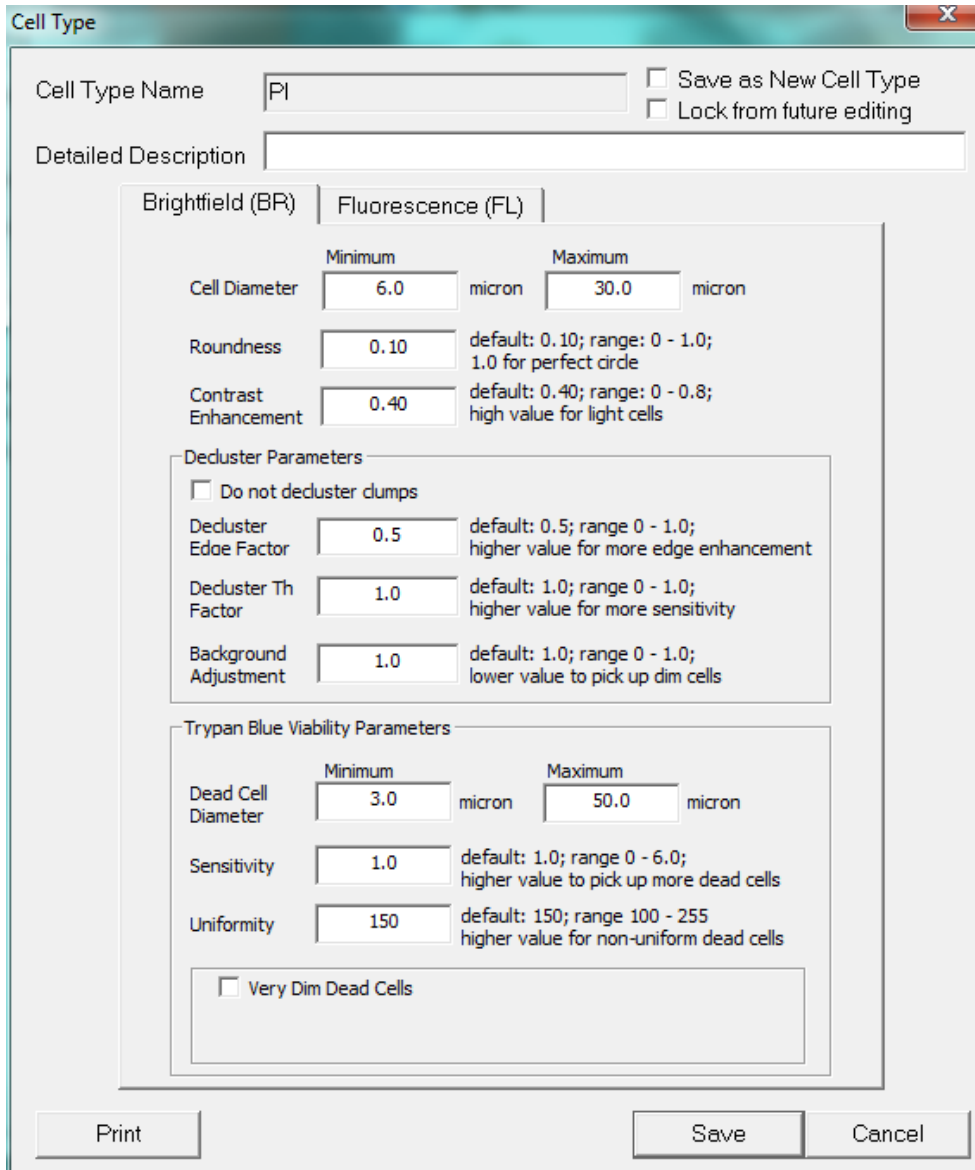 Cell Type
X
Cell Type Name PI
Save as New Cell Type
Lock from future editing
Detailed Description
Brightfield (BR) Fluorescence (FL)
Minimum Maximum
Cell Diameter 6.0 micron 30.0 micron
Roundness 0.10 default: 0.10; range: 0 - 1.0;
1.0 for perfect circle
Contrast
Enhancement 0.40 default: 0.40; range: 0 - 0.8;
high value for light cells
Decluster Parameters
Do not decluster clumps
Decluster
Edge Factor 0.5 default: 0.5; range 0 - 1.0;
higher value for more edge enhancement
Decluster Th
Factor 1.0 default: 1.0; range 0 - 1.0;
higher value for more sensitivity
Background
Adjustment 1.0 default: 1.0; range 0 - 1.0;
lower value to pick up dim cells
Trypan Blue Viability Parameters
Minimum Maximum
Dead Cell
Diameter 3.0 micron 50.0 micron
Sensitivity 1.0 default: 1.0; range 0 - 6.0;
higher value to pick up more dead cells
Uniformity 150 default: 150; range 100 - 255
higher value for non-uniform dead cells
Very Dim Dead Cells
Print Save Cancel